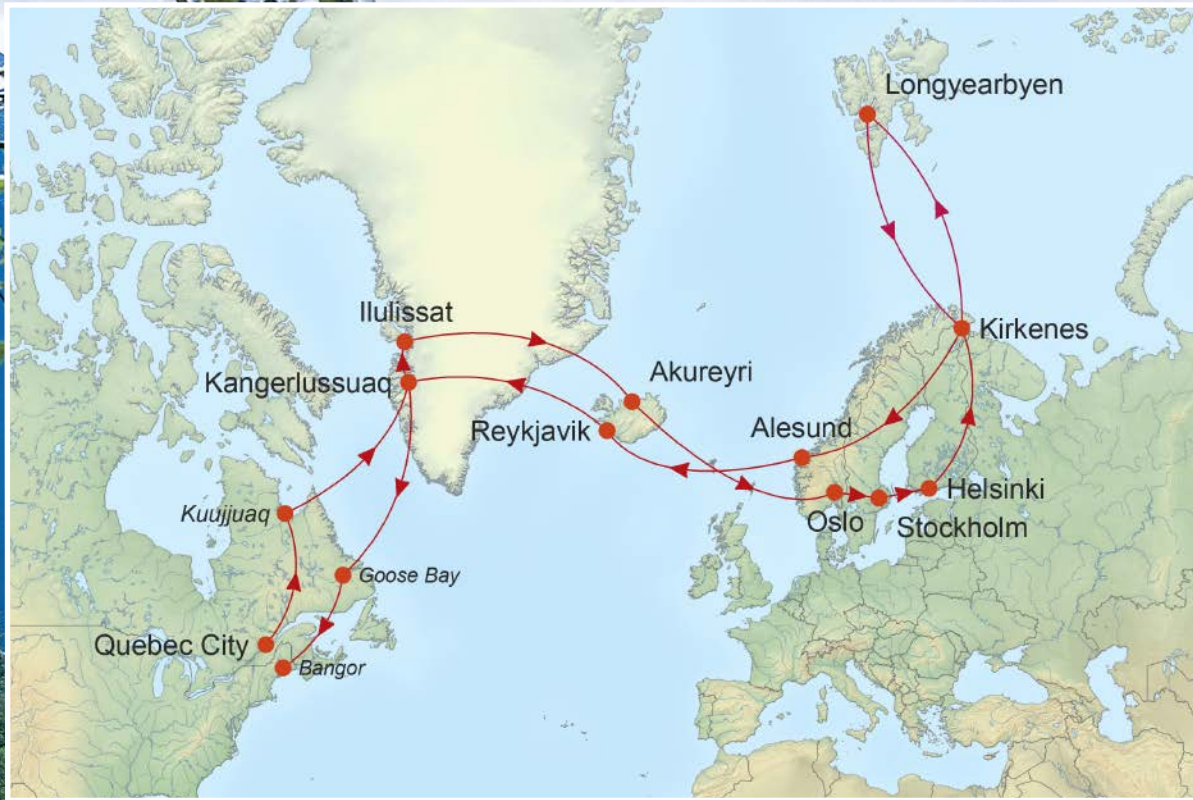 Longyearbyen
Ilulissat
Kirkenes
Kangerlussuaq
Akureyri
Reykjavik
Alesund
Kuujjuaq
Helsinki
Oslo
Stockholm
Goose Bay
Quebec City
Bangor